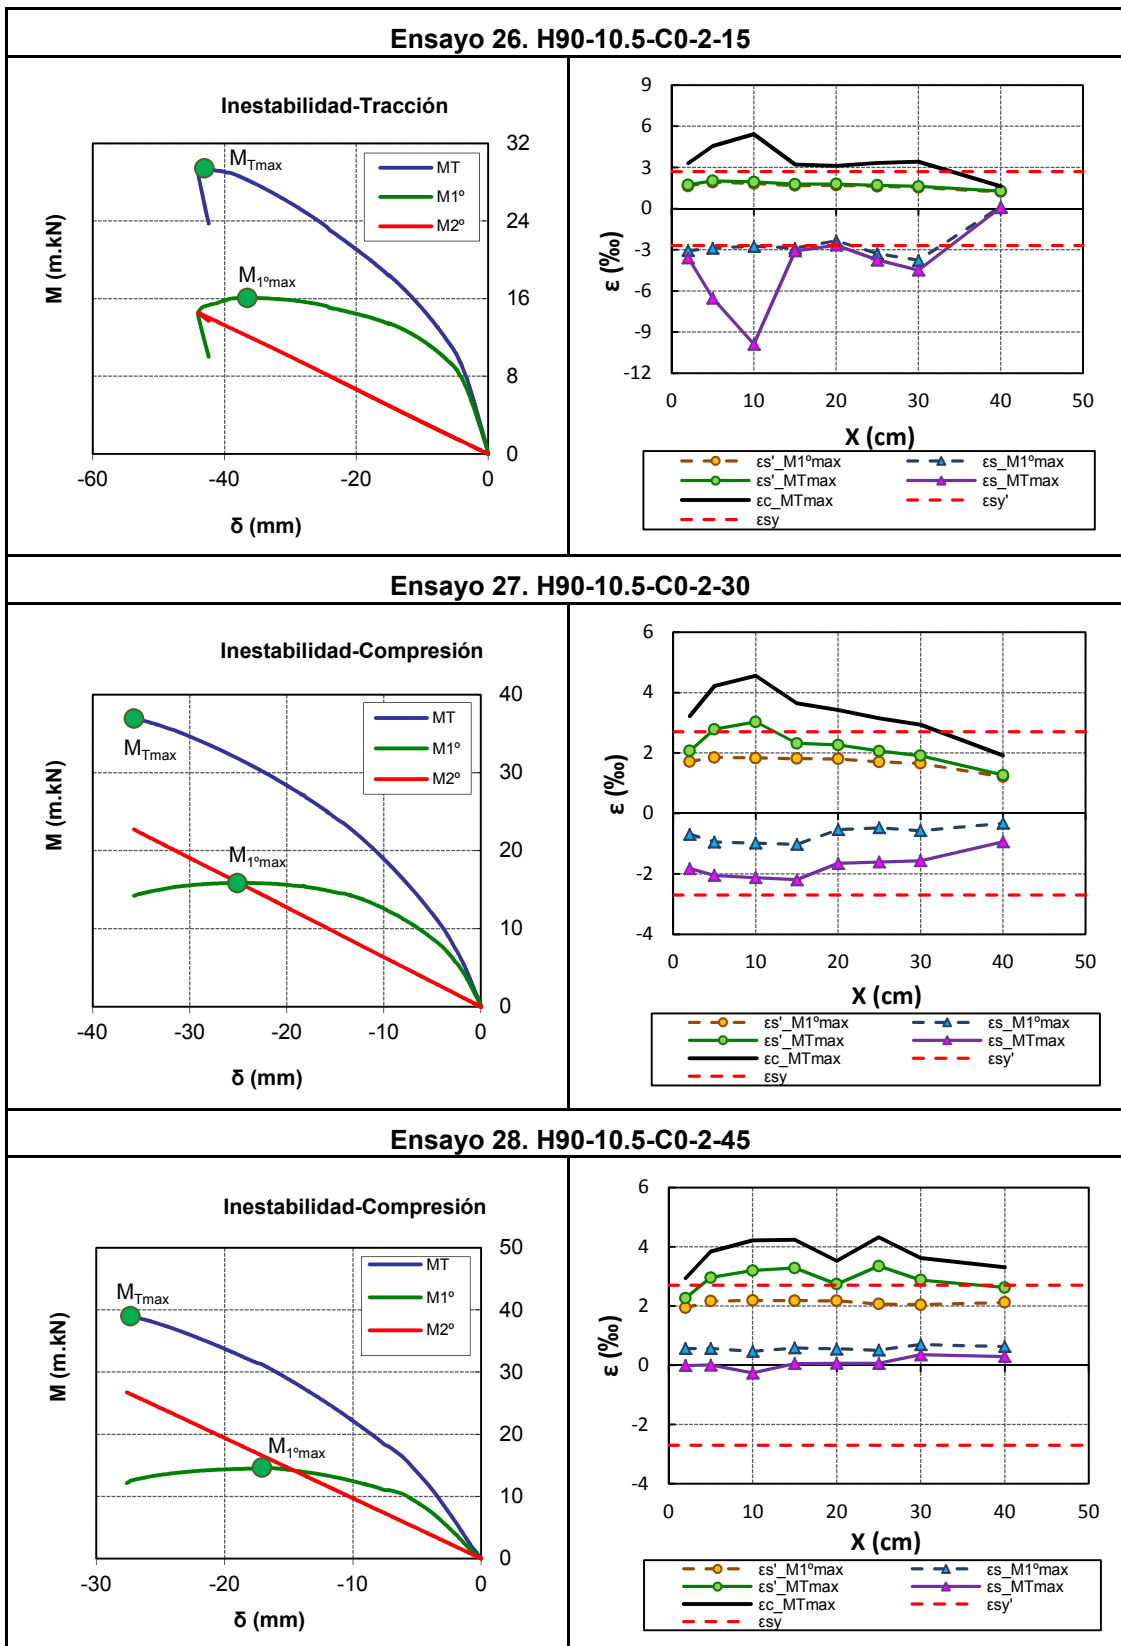 Ensayo 26. H90-10.5-C0-2-15
Inestabilidad-Tracción
MTmax
M1ºmax
MT
M1º
M2º
32
24
16
8
0
M (m.kN)
-60
-40
-20
0
δ (mm)
9
6
3
0
-3
-6
-9
-12
ε (‰)
0
10
20
30
40
50
X (cm)
εs'_M1ºmax
εs_M1ºmax
εs'_MTmax
εs_MTmax
εc_MTmax
εsy'
εsy
Ensayo 27. H90-10.5-C0-2-30
Inestabilidad-Compresión
MTmax
M1ºmax
MT
M1º
M2º
40
30
20
10
0
M (m.kN)
-40
-30
-20
-10
0
δ (mm)
6
4
2
0
-2
-4
ε (‰)
0
10
20
30
40
50
X (cm)
εs'_M1ºmax
εs_M1ºmax
εs'_MTmax
εs_MTmax
εc_MTmax
εsy'
εsy
Ensayo 28. H90-10.5-C0-2-45
Inestabilidad-Compresión
MTmax
M1ºmax
MT
M1º
M2º
50
40
30
20
10
0
M (m.kN)
-30
-20
-10
0
δ (mm)
6
4
2
0
-2
-4
ε (‰)
0
10
20
30
40
50
X (cm)
εs'_M1ºmax
εs_M1ºmax
εs'_MTmax
εs_MTmax
εc_MTmax
εsy'
εsy